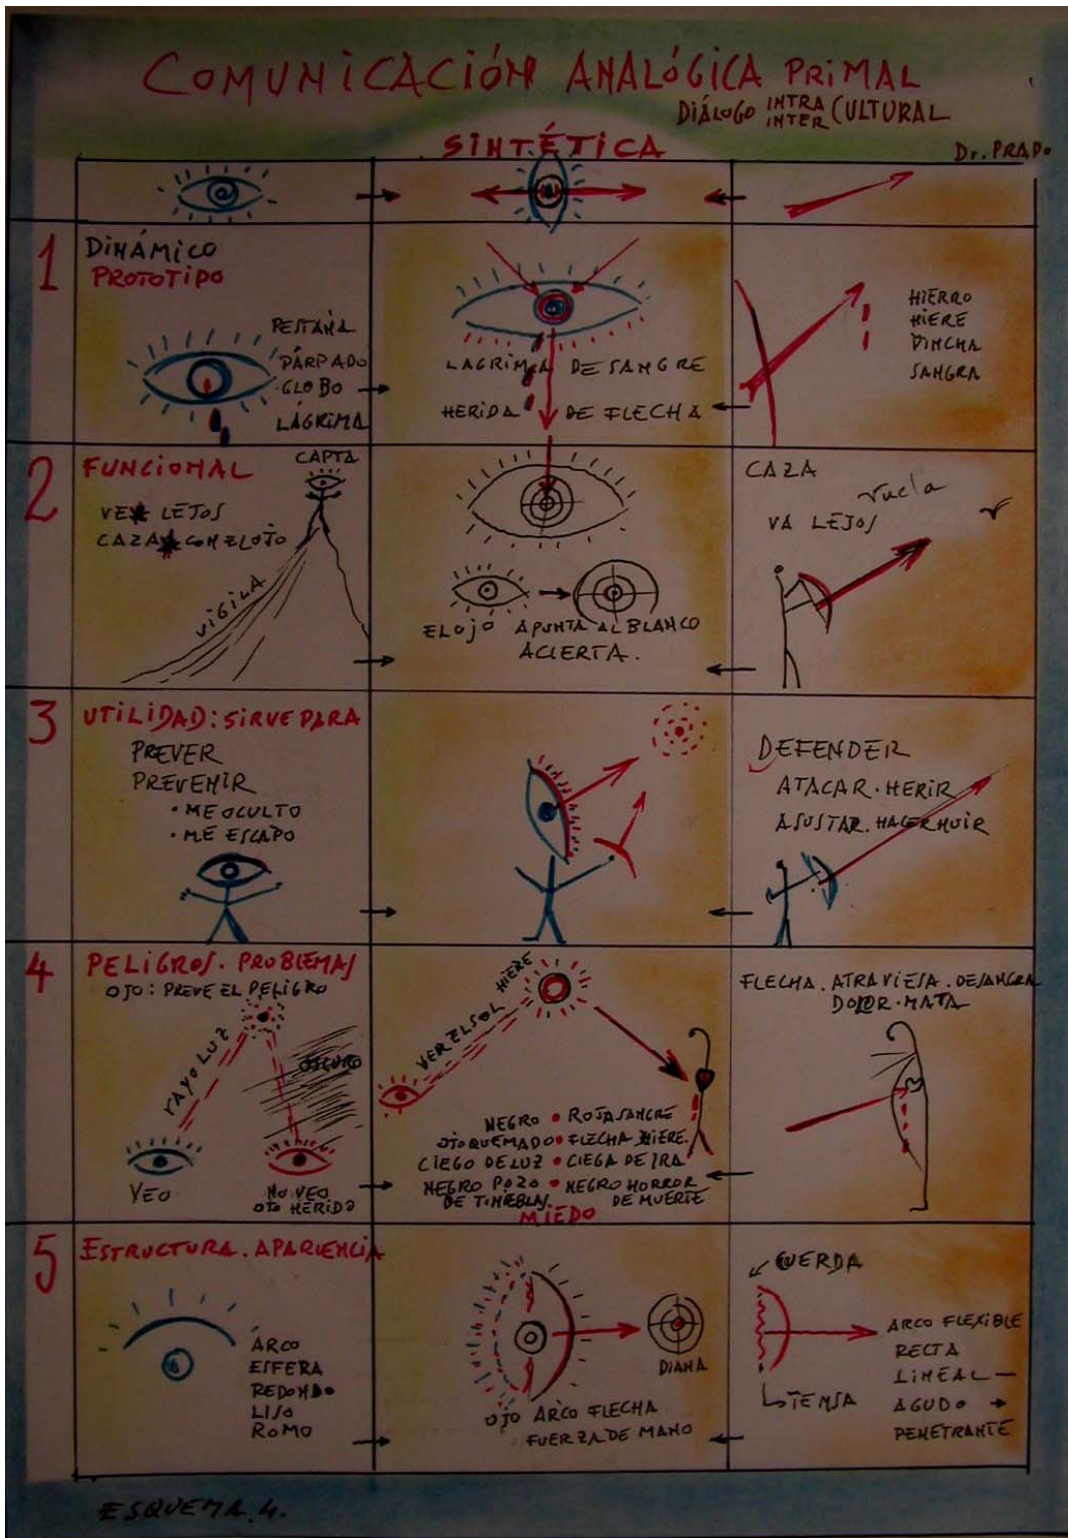 COMUNICACIÓN ANALÓGICA PRIMAL
DIÁLOGO INTRA INTER CULTURAL
SINTÉTICA
Dr. PRADO
1
DINÁMICO
PROTOTIPO
PESTAÑA
PÁRPADO
GLOBO
LÁGRIMA
LAGRIMA DE SANGRE
HERIDA DE FLECHA
HIERRO
HIERE
PINCHA
SANGRA
2
FUNCIONAL
CAPTA
VE LEJOS
CAZA CON EL OJO
VIGILA
EL OJO APUNTA AL BLANCO
ACIERTA.
CAZA
vuela
VA LEJOS
3
UTILIDAD: SIRVE PARA
PREVER
PREVENIR
• ME OCULTO
• ME ESCAPO
DEFENDER
ATACAR. HERIR
ASUSTAR. HACER HUIR
4
PELIGROS. PROBLEMAS
OJO: PREVE EL PELIGRO
RAYO LUZ
OSCURO
VEO
NO VEO
OJO HERIDO
VER EL SOL HIERE
NEGRO • ROJA SANGRE
OJO QUEMADO • FLECHA HIERE.
CIEGO DE LUZ • CIEGA DE IRA
NEGRO POZO • NEGRO HORROR
DE TINIEBLAS. DE MUERTE
MIEDO
FLECHA. ATRAVIESA. DESANGRA
DOLOR. MATA
5
ESTRUCTURA. APARIENCIA
ÁRCO
ESFERA
REDONDO
LISO
ROMO
DIANA
OJO ARCO FLECHA
FUERZA DE MANO
CUERDA
TENSA
ARCO FLEXIBLE
RECTA
LINEAL —
AGUDO →
PENETRANTE
ESQUEMA. 4.